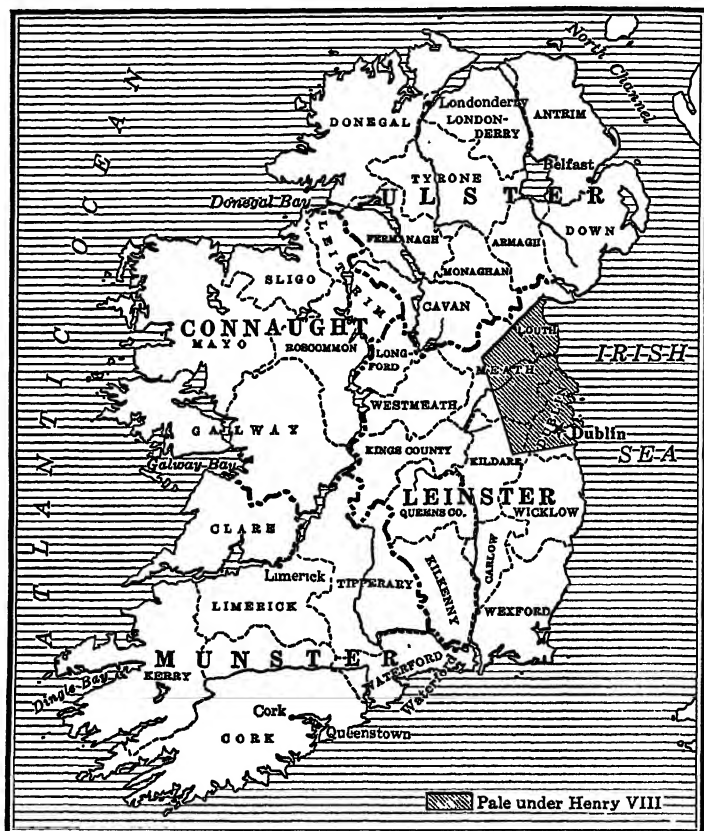 North Channel
ATLANTIC OCEAN
DONEGAL
Londonderry
LONDON-
DERRY
ANTRIM
Belfast
TYRONE
ULSTER
Donegal Bay
FERMANAGH
ARMAGH
DOWN
MONAGHAN
LEITRIM
SLIGO
CAVAN
CONNAUGHT
MAYO
ROSCOMMON
LONG-
FORD
LOUTH
IRISH
SEA
MEATH
WESTMEATH
DUBLIN
Dublin
GALWAY
Galway Bay
KINGS COUNTY
KILDARE
LEINSTER
QUEENS CO.
WICKLOW
CLARE
CARLOW
Limerick
LIMERICK
TIPPERARY
KILKENNY
WEXFORD
MUNSTER
KERRY
WATERFORD
Waterford
Dingle Bay
Cork
CORK
Queenstown
Pale under Henry VIII